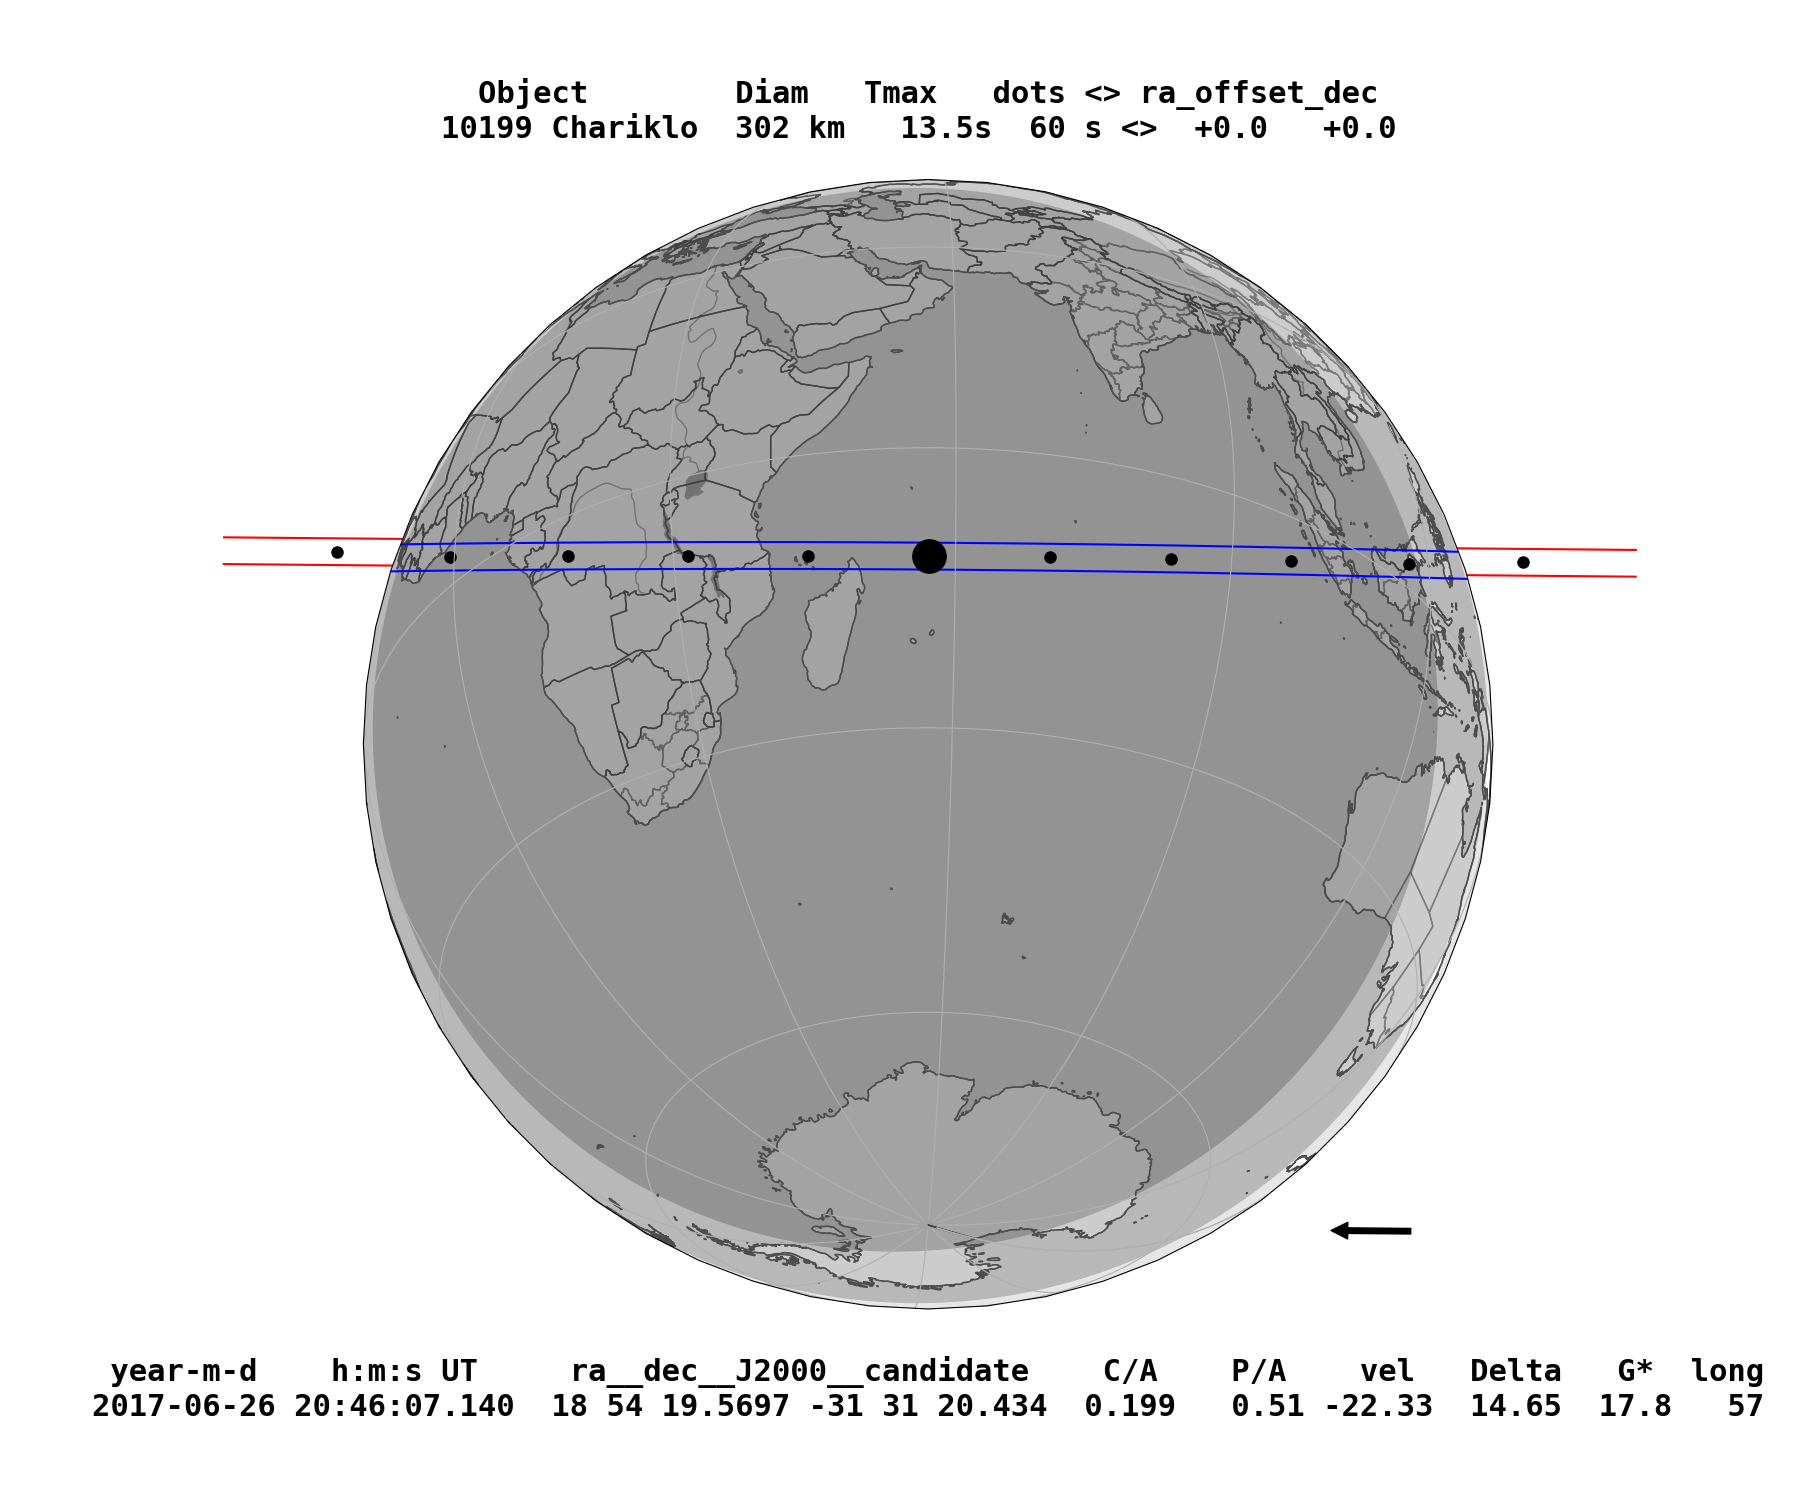 Object Diam Tmax dots <> ra_offset_dec
10199 Chariklo 302 km 13.5s 60 s <> +0.0 +0.0
year-m-d h:m:s UT ra__dec__J2000__candidate C/A P/A vel Delta G* long
2017-06-26 20:46:07.140 18 54 19.5697 -31 31 20.434 0.199 0.51 -22.33 14.65 17.8 57